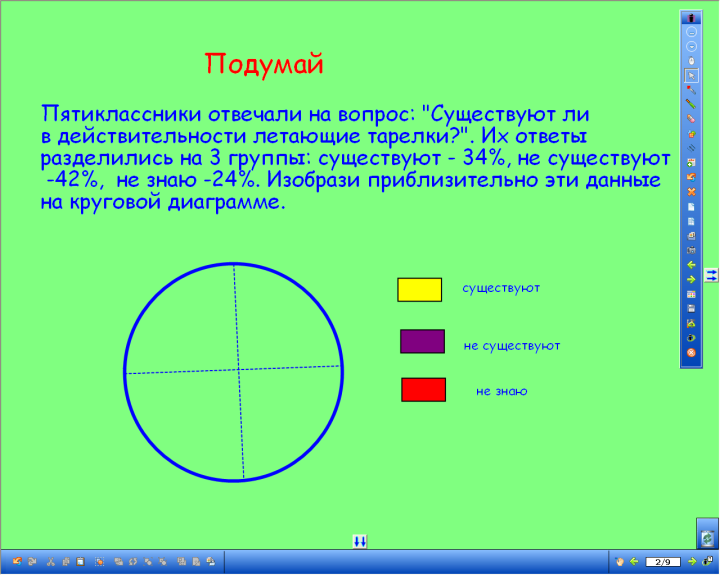 Подумай
Пятиклассники отвечали на вопрос: "Существуют ли
в действительности летающие тарелки?". Их ответы
разделились на 3 группы: существуют - 34%, не существуют
-42%, не знаю -24%. Изобрази приблизительно эти данные
на круговой диаграмме.
существуют
не существуют
не знаю
2/9